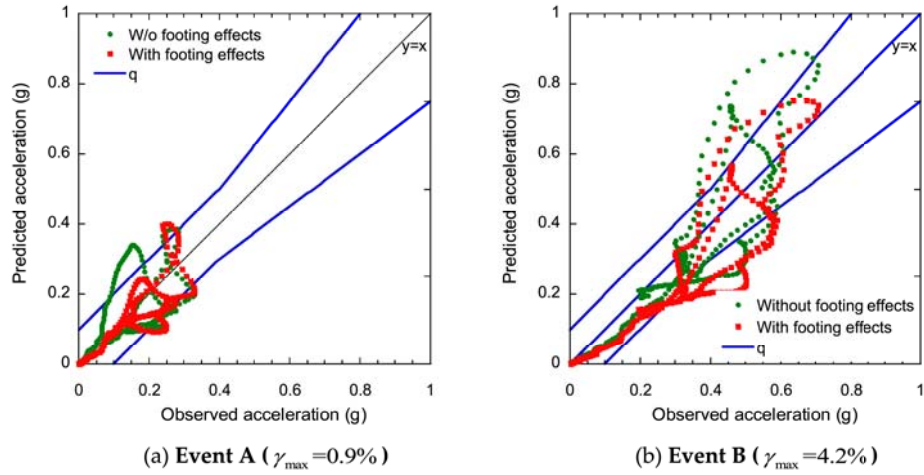 W/o footing effects
With footing effects
q
y=x
Predicted acceleration (g)
1
0.8
0.6
0.4
0.2
0
0 0.2 0.4 0.6 0.8 1
Observed acceleration (g)
(a) Event A ( γmax =0.9%)
y=x
Predicted acceleration (g)
1
0.8
0.6
0.4
0.2
0
Without footing effects
With footing effects
q
0 0.2 0.4 0.6 0.8 1
Observed acceleration (g)
(b) Event B ( γmax =4.2%)